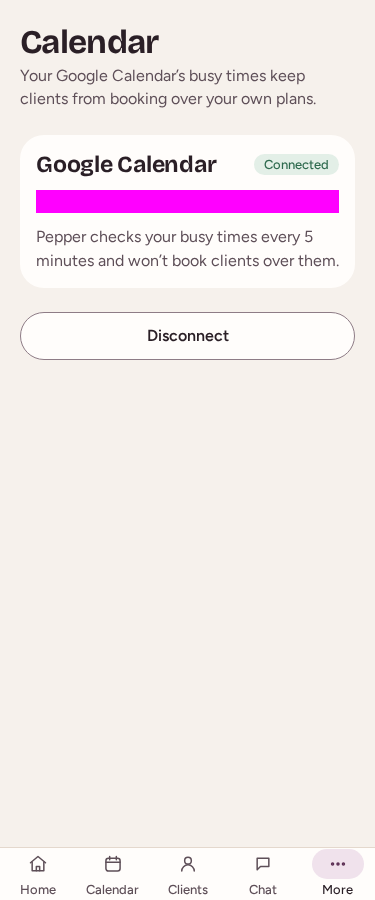 Calendar
Your Google Calendar’s busy times keep
clients from booking over your own plans.
Google Calendar
Connected
Pepper checks your busy times every 5
minutes and won’t book clients over them.
Disconnect
Home
Calendar
Clients
Chat
More